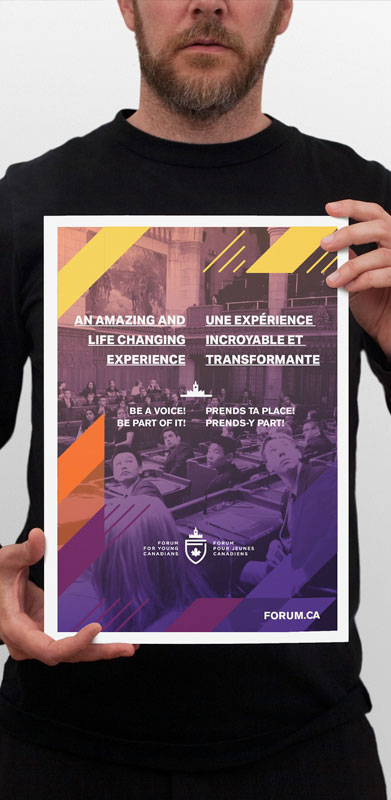 AN AMAZING AND
LIFE CHANGING
EXPERIENCE
UNE EXPÉRIENCE
INCROYABLE ET
TRANSFORMANTE
BE A VOICE!
BE PART OF IT!
PRENDS TA PLACE!
PRENDS-Y PART!
FORUM
FOR YOUNG
CANADIANS
FORUM
POUR JEUNES
CANADIENS
FORUM.CA